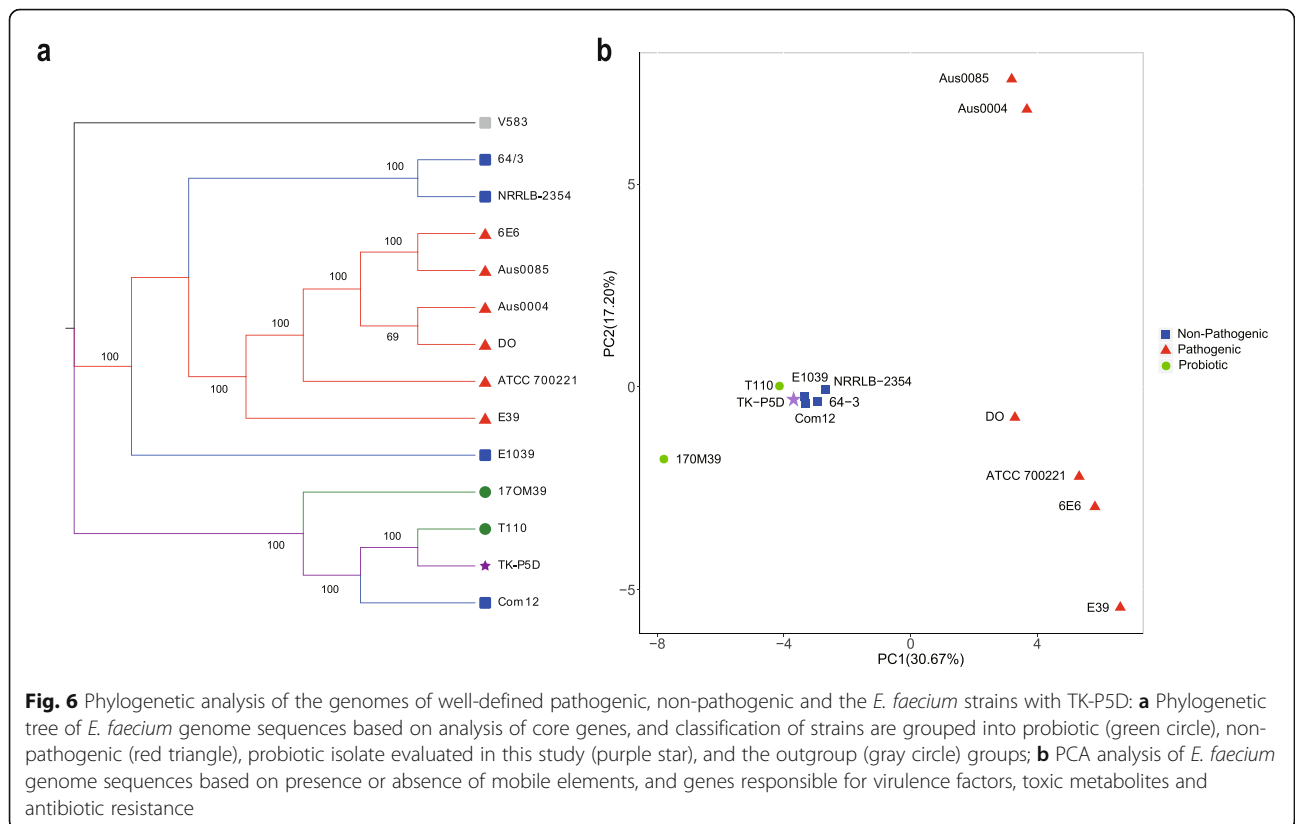 a
V583
64/3
NRRLB-2354
6E6
Aus0085
Aus0004
DO
ATCC 700221
E39
E1039
17OM39
T110
TK-P5D
Com12
100
100
100
100
69
100
100
100
100
100
100
b
Aus0085
Aus0004
5
PC2(17.20%)
Non-Pathogenic
Pathogenic
Probiotic
E1039
NRRLB-2354
T110
0
TK-P5D
64-3
Com12
DO
170M39
ATCC 700221
6E6
-5
E39
-8
-4
0
4
PC1(30.67%)
Fig. 6 Phylogenetic analysis of the genomes of well-defined pathogenic, non-pathogenic and the E. faecium strains with TK-P5D: a Phylogenetic
tree of E. faecium genome sequences based on analysis of core genes, and classification of strains are grouped into probiotic (green circle), non-
pathogenic (red triangle), probiotic isolate evaluated in this study (purple star), and the outgroup (gray circle) groups; b PCA analysis of E. faecium
genome sequences based on presence or absence of mobile elements, and genes responsible for virulence factors, toxic metabolites and
antibiotic resistance